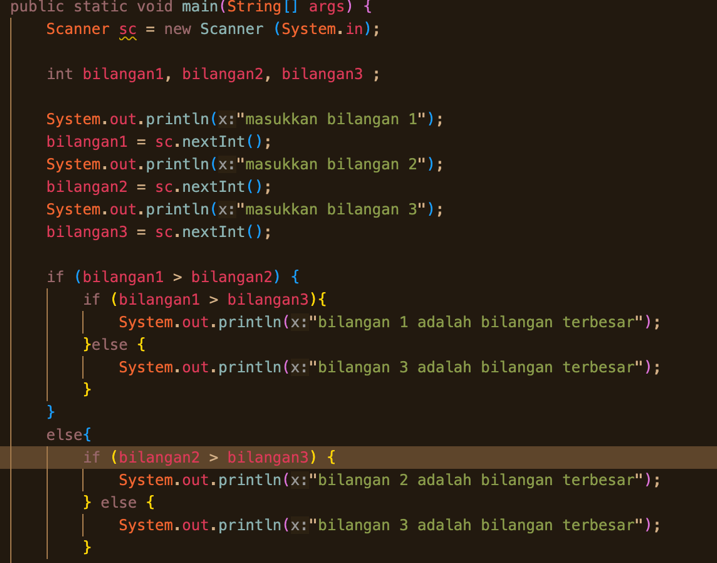 public static void main(String[] args) {
Scanner sc = new Scanner (System.in);
int bilangan1, bilangan2, bilangan3 ;
System.out.println(x:"masukkan bilangan 1");
bilangan1 = sc.nextInt();
System.out.println(x:"masukkan bilangan 2");
bilangan2 = sc.nextInt();
System.out.println(x:"masukkan bilangan 3");
bilangan3 = sc.nextInt();
if (bilangan1 > bilangan2) {
if (bilangan1 > bilangan3){
System.out.println(x:"bilangan 1 adalah bilangan terbesar");
}else {
System.out.println(x:"bilangan 3 adalah bilangan terbesar");
}
}
else{
if (bilangan2 > bilangan3) {
System.out.println(x:"bilangan 2 adalah bilangan terbesar");
} else {
System.out.println(x:"bilangan 3 adalah bilangan terbesar");
}